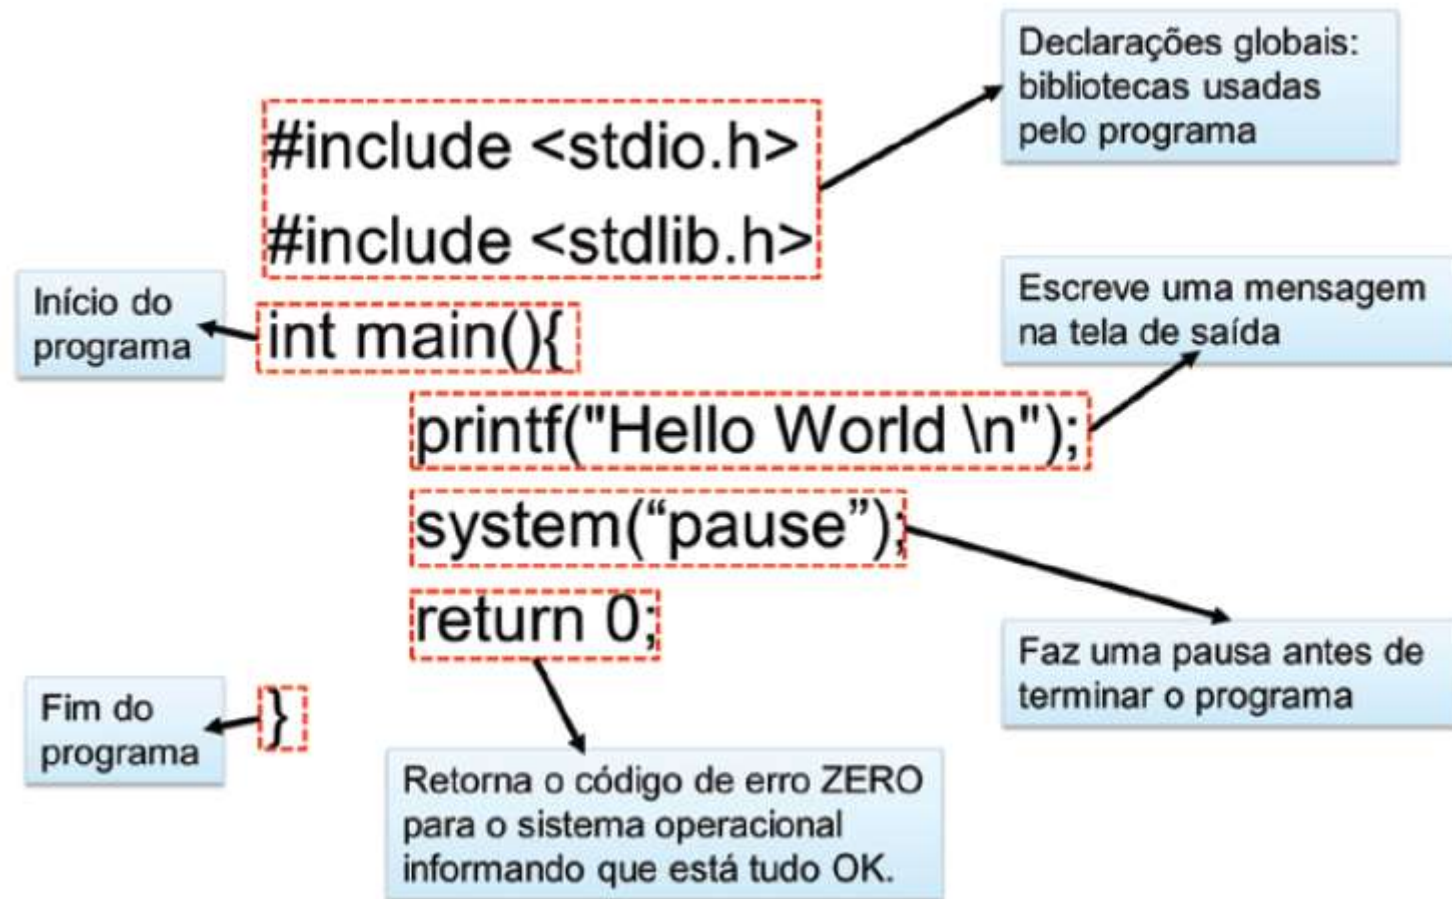 Declarações globais:
bibliotecas usadas
pelo programa
#include <stdio.h>
#include <stdlib.h>
Início do
programa
int main(){
Escreve uma mensagem
na tela de saída
printf("Hello World \n");
system(“pause”);
return 0;
Faz uma pausa antes de
terminar o programa
Fim do
programa
}
Retorna o código de erro ZERO
para o sistema operacional
informando que está tudo OK.